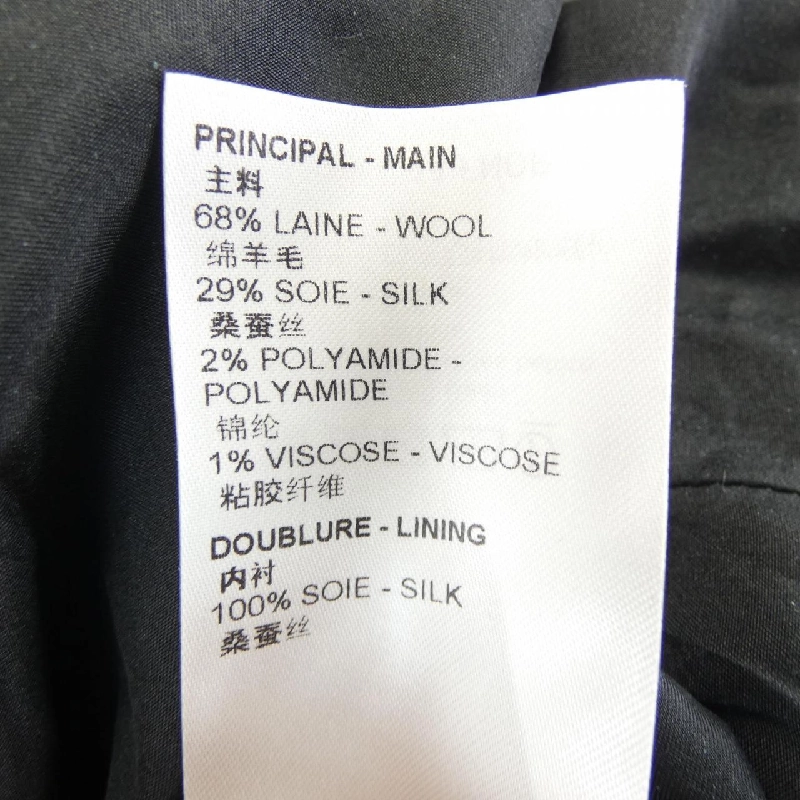 PRINCIPAL - MAIN
主料
68% LAINE - WOOL
绵羊毛
29% SOIE - SILK
桑蚕丝
2% POLYAMIDE -
POLYAMIDE
锦纶
1% VISCOSE - VISCOSE
粘胶纤维
DOUBLURE - LINING
内衬
100% SOIE - SILK
桑蚕丝